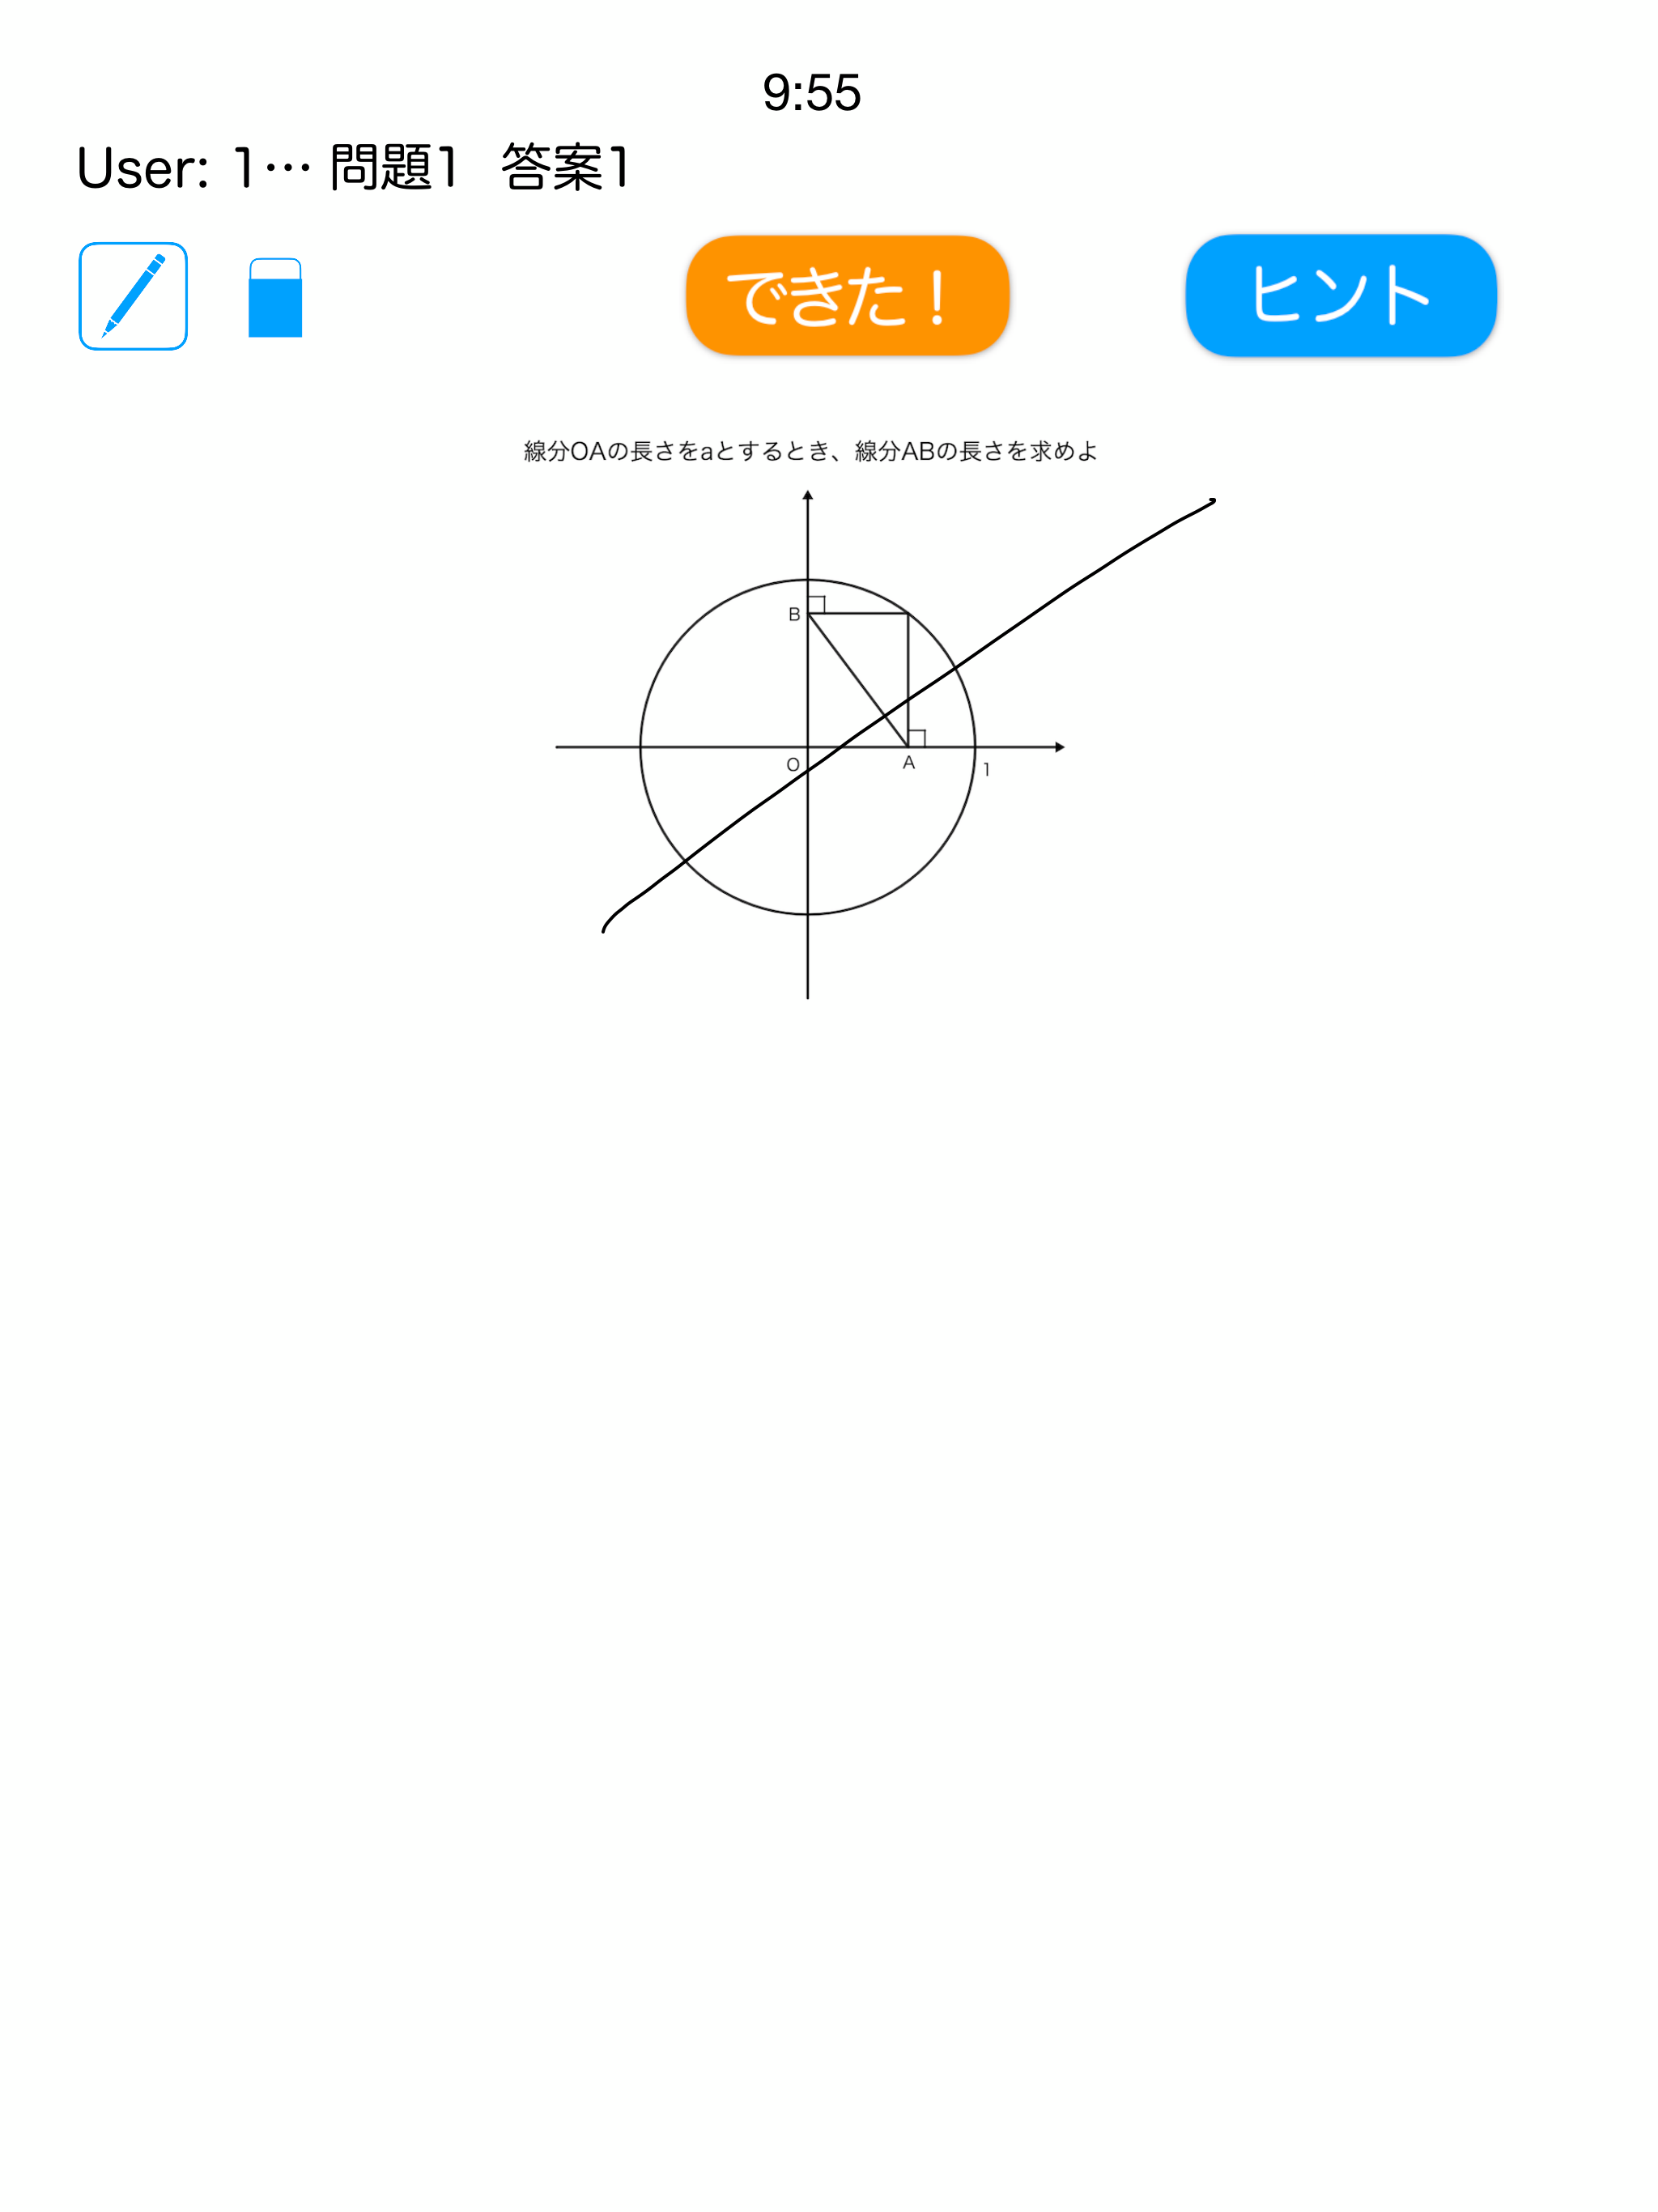 9:55
User: 1… 問題1 答案1
できた！ ヒント
線分OAの長さをaとするとき、線分ABの長さを求めよ
B
O A 1